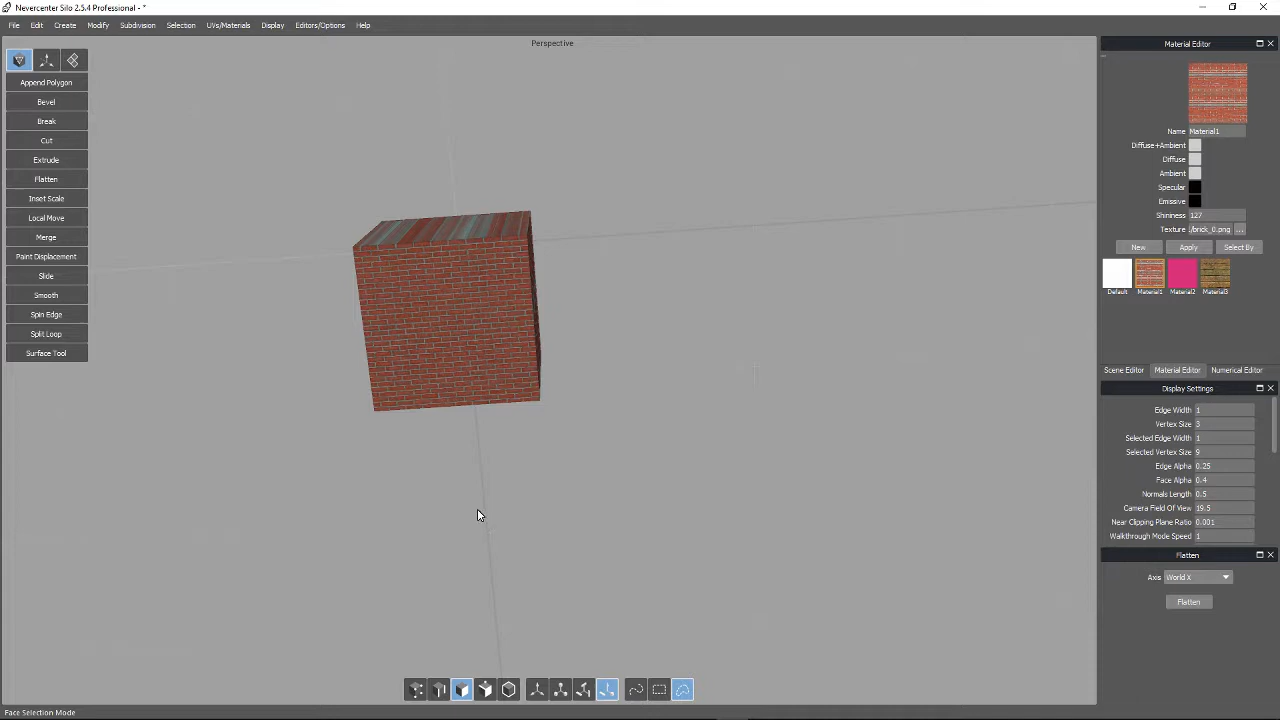 Nevercenter Silo 2.5.4 Professional - *
File Edit Create Modify Subdivision Selection UVs/Materials Display Editors/Options Help
Perspective
Append Polygon
Bevel
Break
Cut
Extrude
Flatten
Inset Scale
Local Move
Merge
Paint Displacement
Slide
Smooth
Spin Edge
Split Loop
Surface Tool
Material Editor
Name Material1
Diffuse+Ambient
Diffuse
Ambient
Specular
Emissive
Shininess 127
Texture :/brick_0.png ...
New Apply Select By
Default Material1 Material2 Material3
Scene Editor Material Editor Numerical Editor
Display Settings
Edge Width 1
Vertex Size 3
Selected Edge Width 1
Selected Vertex Size 9
Edge Alpha 0.25
Face Alpha 0.4
Normals Length 0.5
Camera Field Of View 19.5
Near Clipping Plane Ratio 0.001
Walkthrough Mode Speed 1
Flatten
Axis World X
Flatten
Face Selection Mode